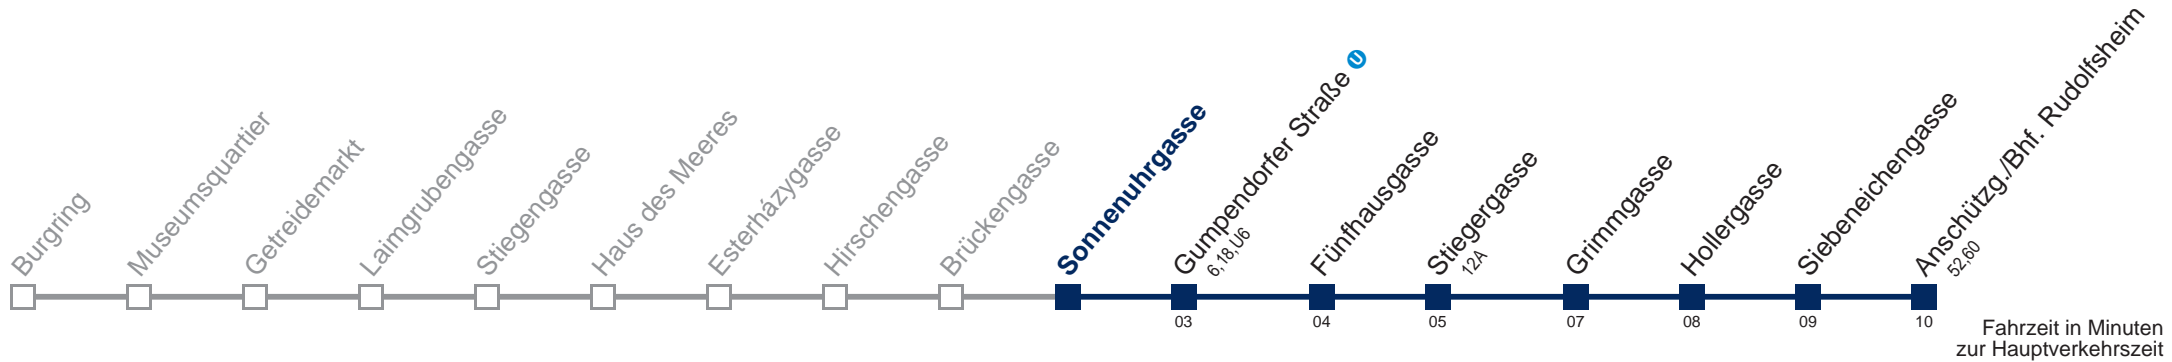 Burgring
Museumsquartier
Getreidemarkt
Laimgrubengasse
Stiegengasse
Haus des Meeres
Esterházygasse
Hirschengasse
Brückengasse
Sonnenuhrgasse
Gumpendorfer Straße U
6,18,U6
Fünfhausgasse
Stiegergasse
12A
Grimmgasse
Hollergasse
Siebeneichengasse
Anschützg./Bhf. Rudolfsheim
52,60
03 04 05 07 08 09 10
Fahrzeit in Minuten
zur Hauptverkehrszeit